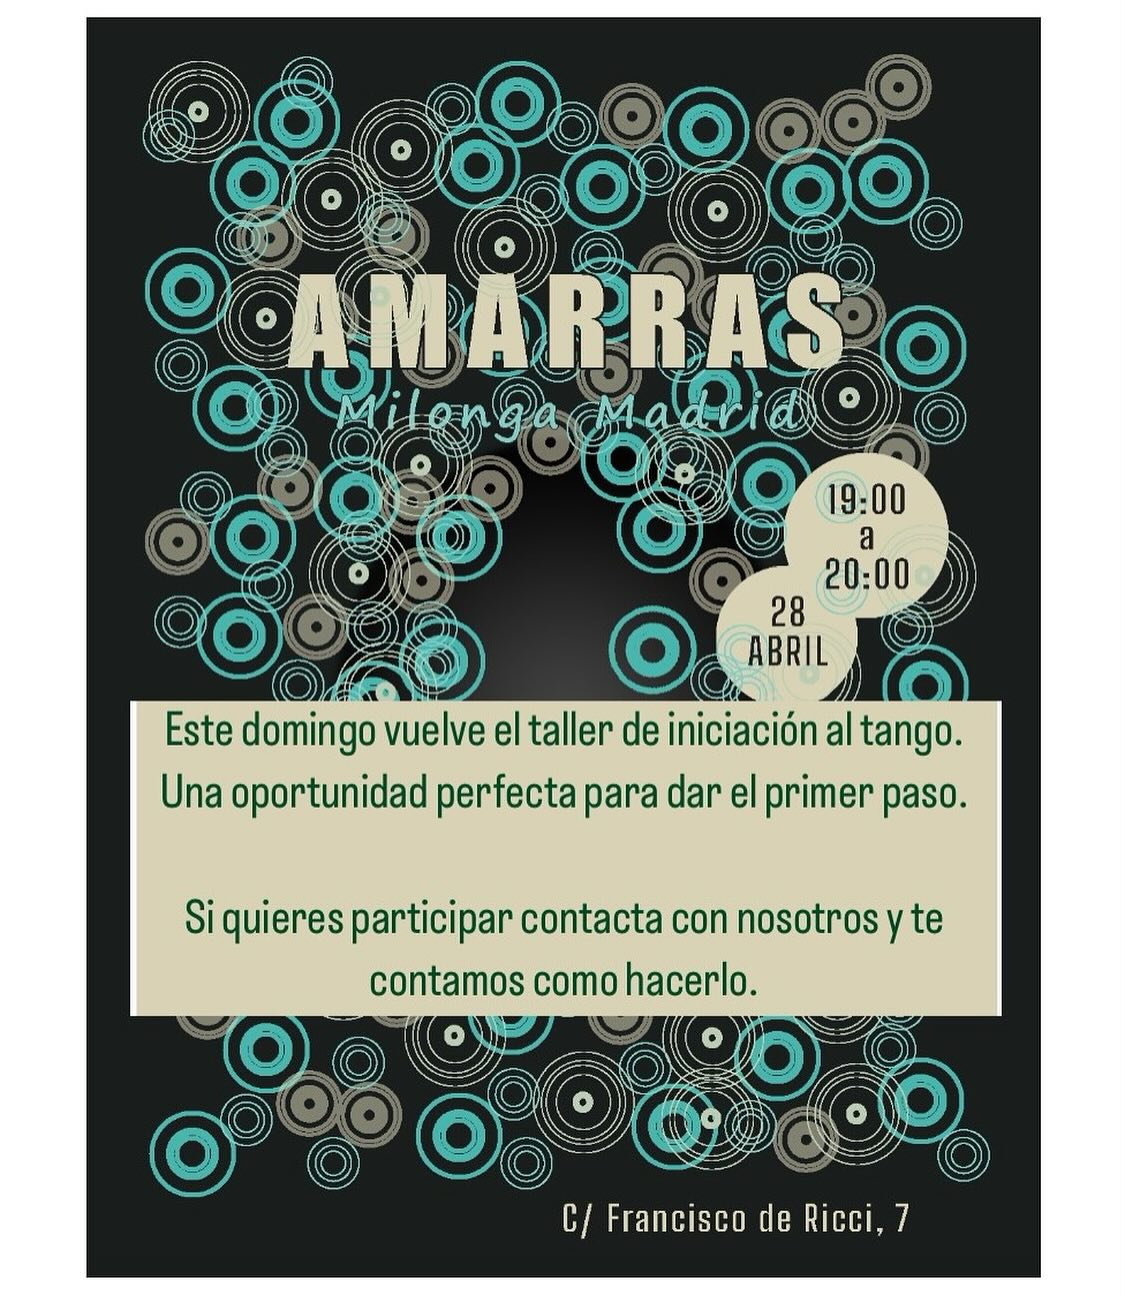 AMARRAS
Milonga Madrid
19:00
a
20:00
28
ABRIL
Este domingo vuelve el taller de iniciación al tango.
Una oportunidad perfecta para dar el primer paso.
Si quieres participar contacta con nosotros y te
contamos como hacerlo.
C/ Francisco de Ricci, 7